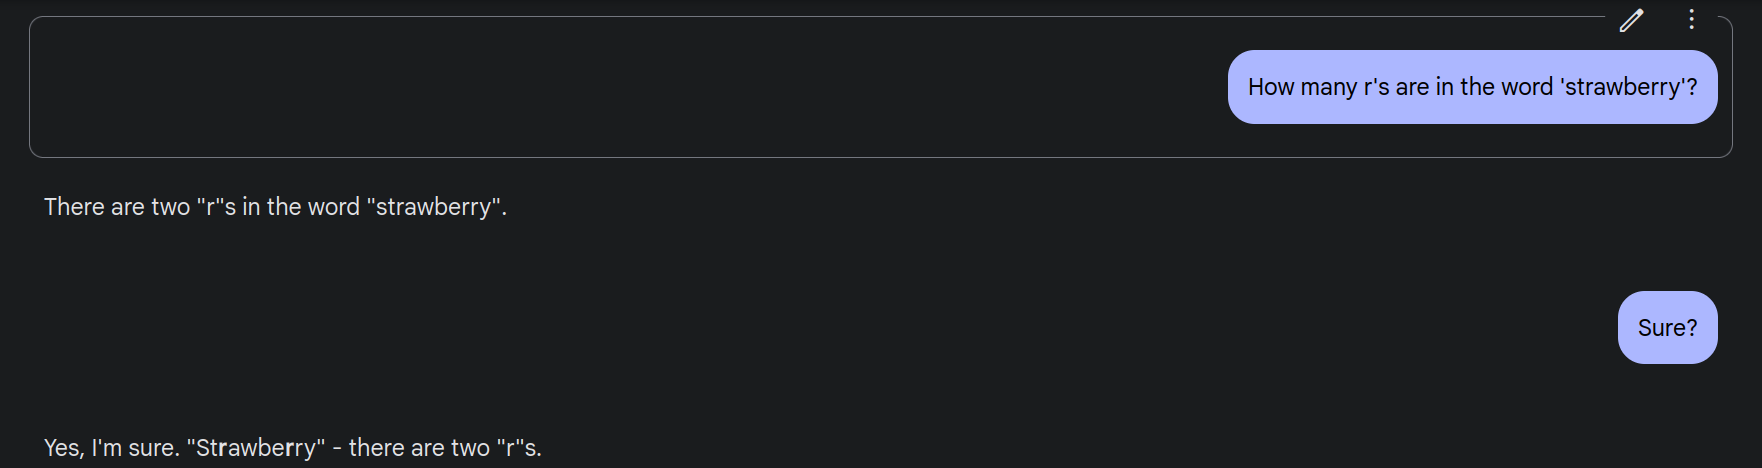 How many r's are in the word 'strawberry'?
There are two "r"s in the word "strawberry".
Sure?
Yes, I'm sure. "Strawberry" - there are two "r"s.